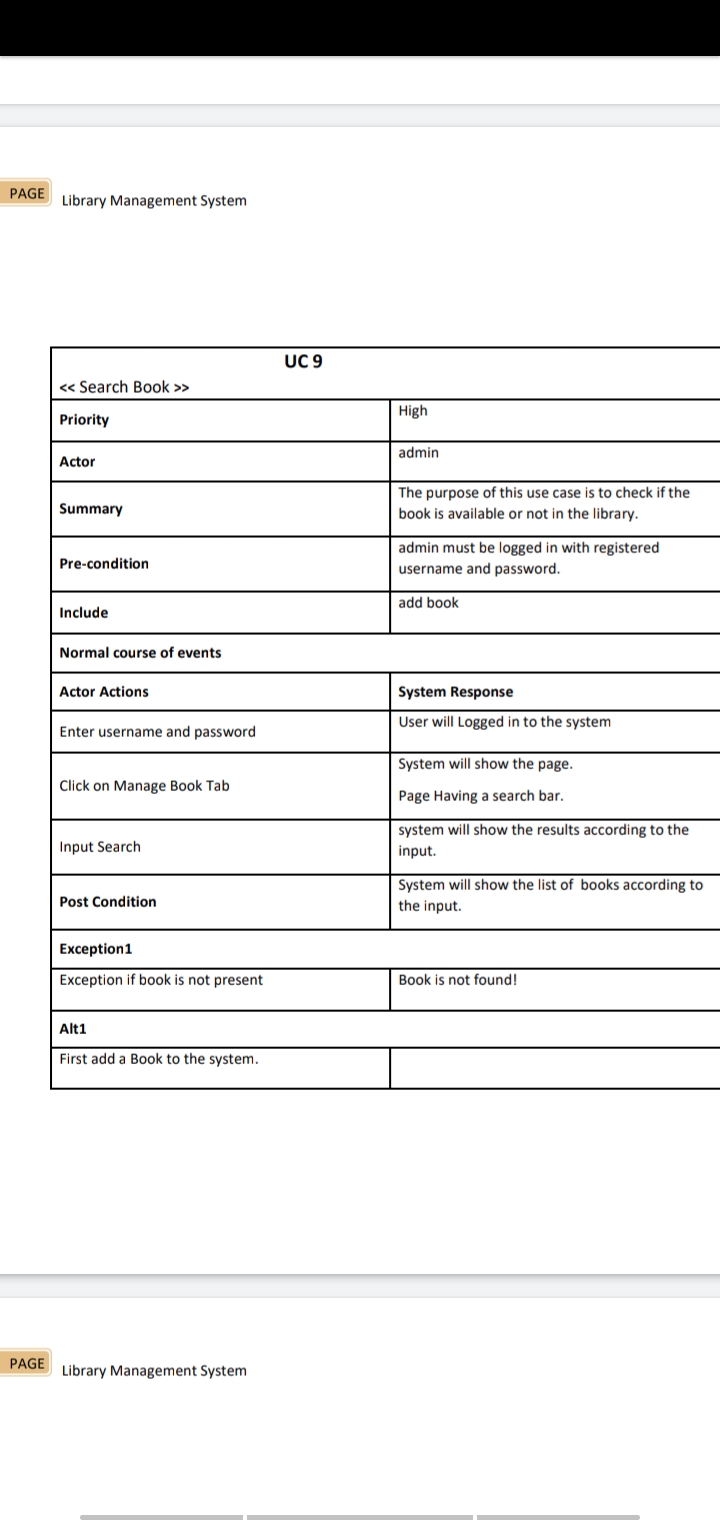 PAGE
Library Management System
UC 9
<< Search Book >>
Priority
High
Actor
admin
Summary
The purpose of this use case is to check if the
book is available or not in the library.
Pre-condition
admin must be logged in with registered
username and password.
Include
add book
Normal course of events
Actor Actions
System Response
Enter username and password
User will Logged in to the system
Click on Manage Book Tab
System will show the page.
Page Having a search bar.
Input Search
system will show the results according to the
input.
Post Condition
System will show the list of books according to
the input.
Exception1
Exception if book is not present
Book is not found!
Alt1
First add a Book to the system.
PAGE
Library Management System